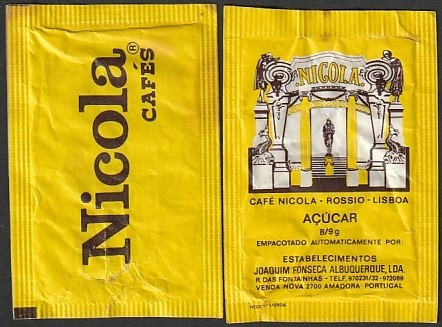 Nicola®
CAFÉS
NICOLA
CAFÉ NICOLA - ROSSIO - LISBOA
AÇÚCAR
8/9g
EMPACOTADO AUTOMATICAMENTE POR:
ESTABELECIMENTOS
JOAQUIM FONSECA ALBUQUERQUE, LDA.
R. DAS FONTAINHAS - TELF. 970231/32 - 972089
VENDA NOVA 2700 AMADORA - PORTUGAL